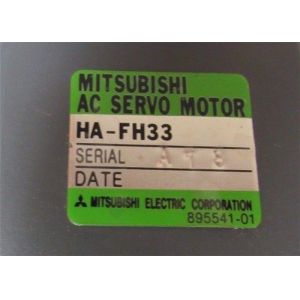 MITSUBISHI
AC SERVO MOTOR
HA-FH33
SERIAL
DATE
MITSUBISHI ELECTRIC CORPORATION
895541-01